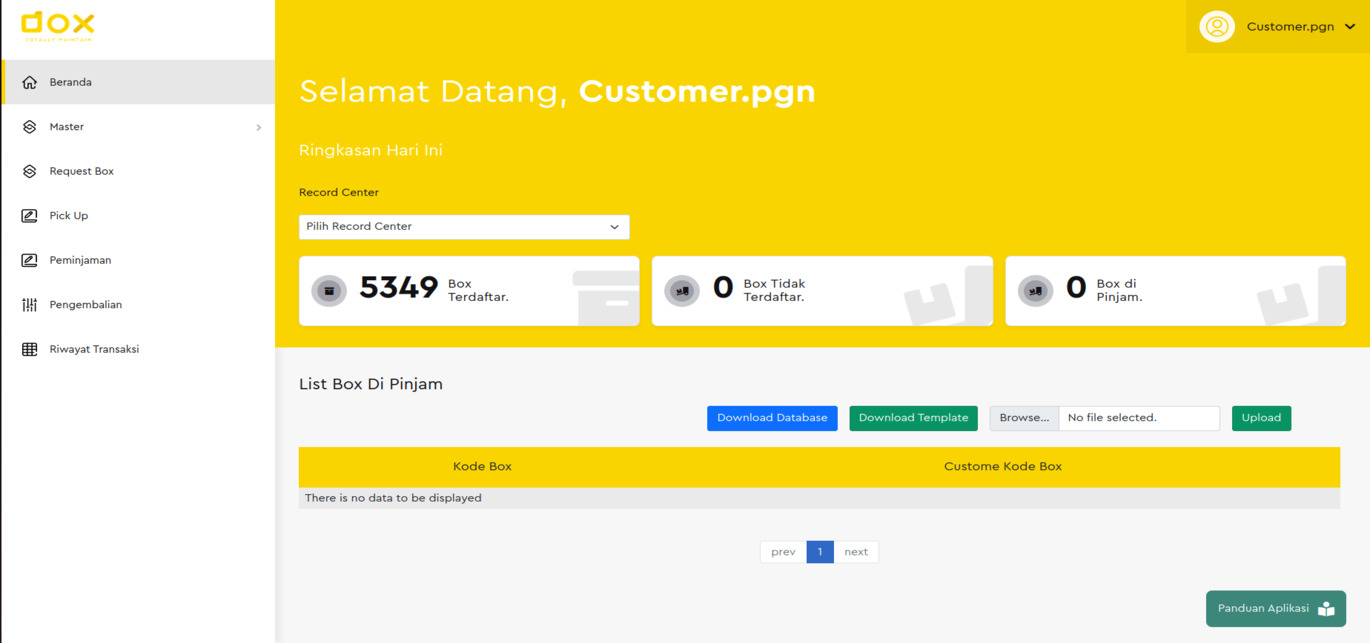 dox
TOTALLY MAINTAIN
Customer.pgn
Beranda
Master
Request Box
Pick Up
Peminjaman
Pengembalian
Riwayat Transaksi
Selamat Datang, Customer.pgn
Ringkasan Hari Ini
Record Center
Pilih Record Center
5349 Box
Terdaftar.
0 Box Tidak
Terdaftar.
0 Box di
Pinjam.
List Box Di Pinjam
Download Database Download Template Browse... No file selected. Upload
Kode Box Custome Kode Box
There is no data to be displayed
prev 1 next
Panduan Aplikasi